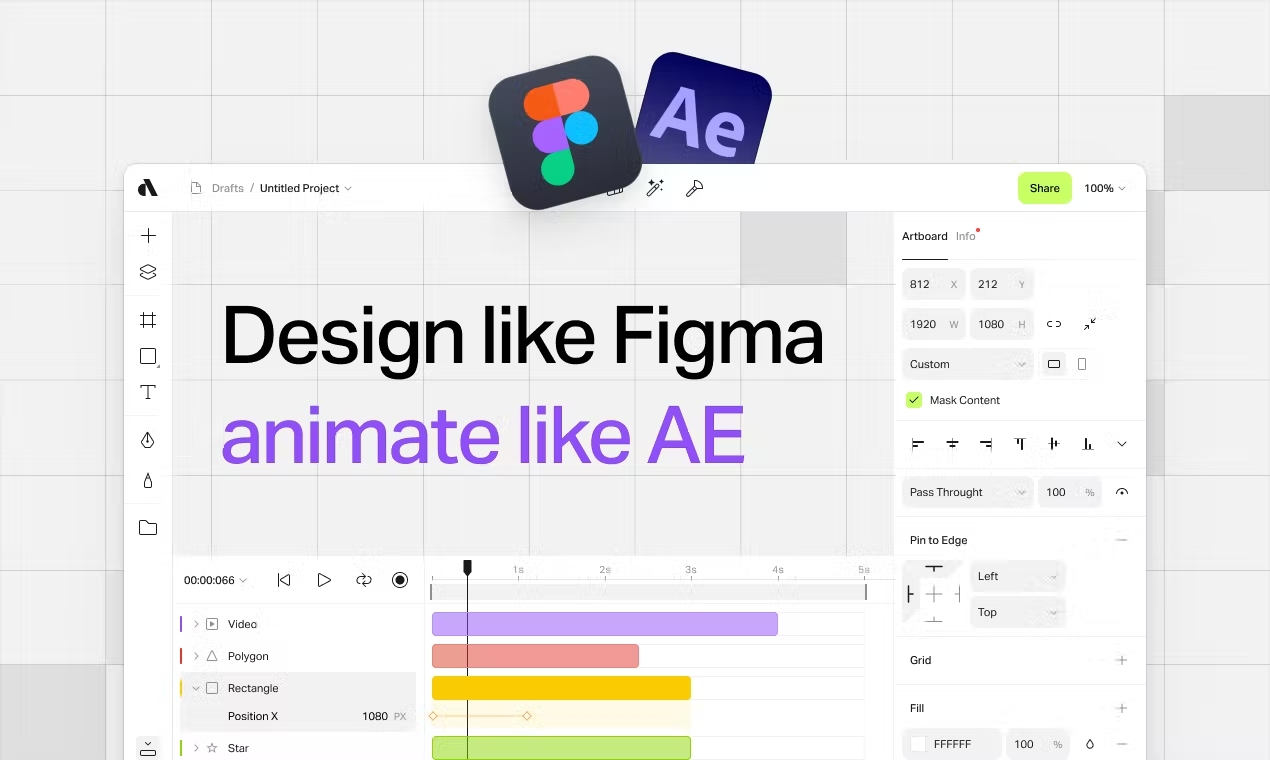 Ae
Drafts / Untitled Project
Share 100%
Artboard Info
812 X 212 Y
1920 W 1080 H
Custom
Mask Content
Design like Figma
animate like AE
Pass Throught 100 %
Pin to Edge
Left
Top
Grid
Fill
FFFFFF 100 %
00:00:066
1s 2s 3s 4s 5s
Video
Polygon
Rectangle
Position X 1080 PX
Star